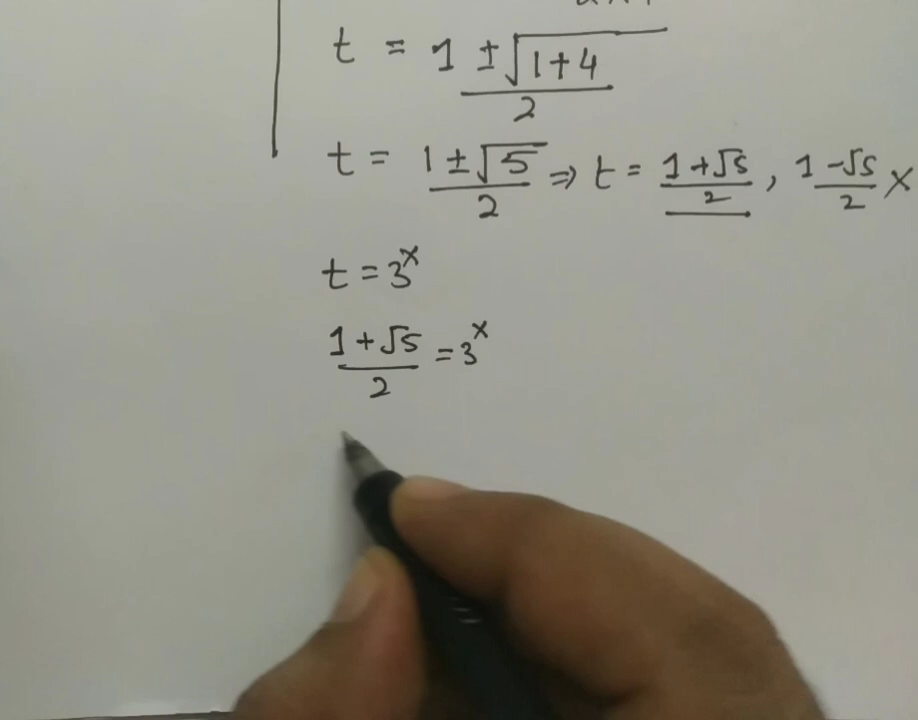 t = 1 ± √1+4 / 2
t = 1 ± √5 / 2 ⇒ t = 1+√5 / 2 , 1-√5 / 2 ×
t = 3^x
1+√5 / 2 = 3^x